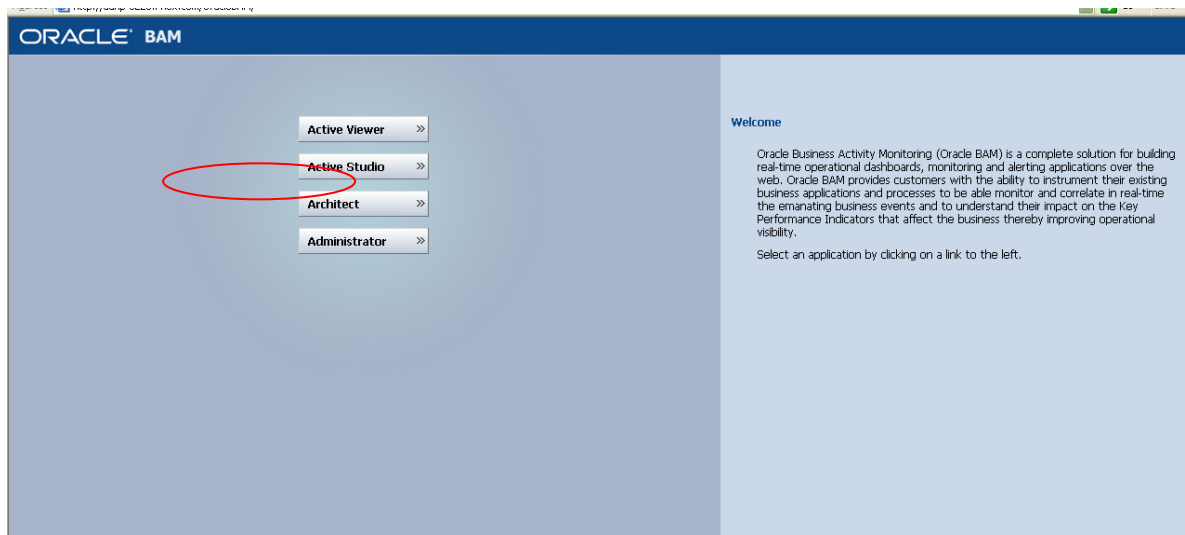 ORACLE BAM
Active Viewer »
Active Studio »
Architect »
Administrator »
Welcome
Oracle Business Activity Monitoring (Oracle BAM) is a complete solution for building
real-time operational dashboards, monitoring and alerting applications over the
web. Oracle BAM provides customers with the ability to instrument their existing
business applications and processes to be able monitor and correlate in real-time
the emanating business events and to understand their impact on the Key
Performance Indicators that affect the business thereby improving operational
visibility.
Select an application by clicking on a link to the left.